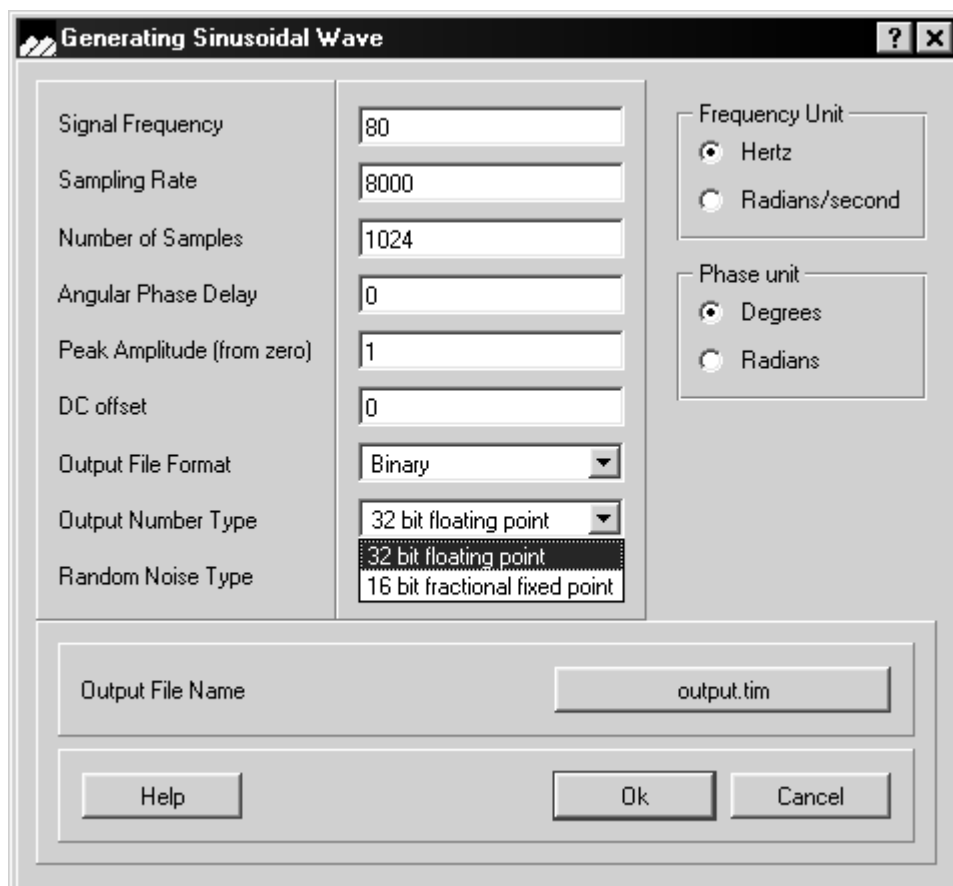 Generating Sinusoidal Wave
Signal Frequency
80
Sampling Rate
8000
Number of Samples
1024
Angular Phase Delay
0
Peak Amplitude (from zero)
1
DC offset
0
Output File Format
Binary
Output Number Type
32 bit floating point
32 bit floating point
16 bit fractional fixed point
Random Noise Type
Frequency Unit
Hertz
Radians/second
Phase unit
Degrees
Radians
Output File Name
output.tim
Help
Ok
Cancel